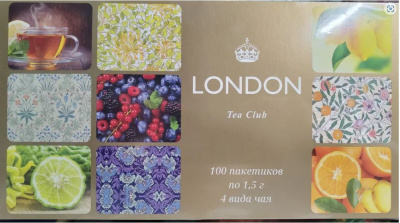 LONDON
Tea Club
100 пакетиков
по 1,5 г
4 вида чая